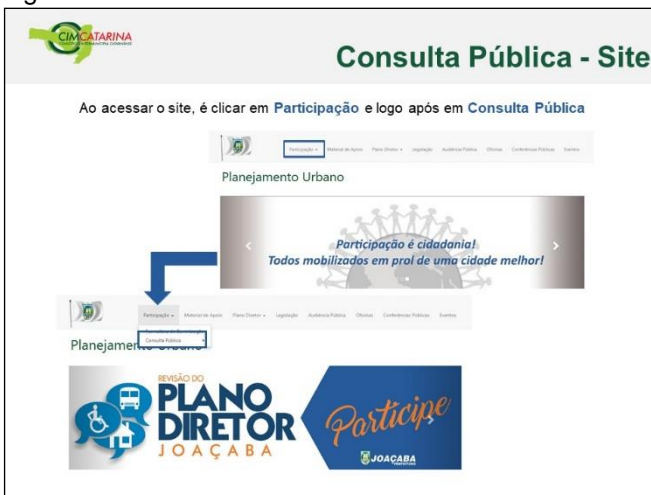 CIMCATARINA
Consulta Pública - Site
Ao acessar o site, é clicar em Participação e logo após em Consulta Pública
Participação Material de Apoio Plano Diretor Legislação Audiência Pública Oficinas Conferências Públicas Eventos
Planejamento Urbano
Participação é cidadania!
Todos mobilizados em prol de uma cidade melhor!
Participação Material de Apoio Plano Diretor Legislação Audiência Pública Oficinas Conferências Públicas Eventos
Consulta Pública
Planejamento Urbano
REVISÃO DO
PLANO
DIRETOR
JOAÇABA
Participe
JOAÇABA
PREFEITURA